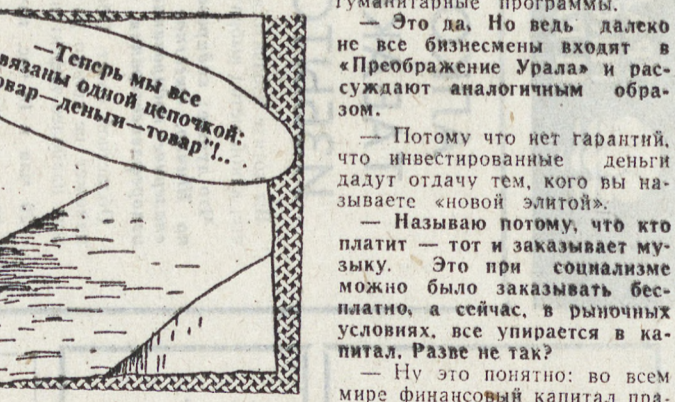 —Теперь мы все
вязаны одной цепочкой:
овар—деньги—товар"!..
гуманитарные программы.
— Это да. Но ведь далеко
не все бизнесмены входят в
«Преображение Урала» и рас-
суждают аналогичным обра-
зом.
— Потому что нет гарантий,
что инвестированные деньги
дадут отдачу тем, кого вы на-
зываете «новой элитой».
— Называю потому, что кто
платит — тот и заказывает му-
зыку. Это при социализме
можно было заказывать бес-
платно, а сейчас, в рыночных
условиях, все упирается в ка-
питал. Разве не так?
— Ну это понятно: во всем
мире финансовый капитал пра-